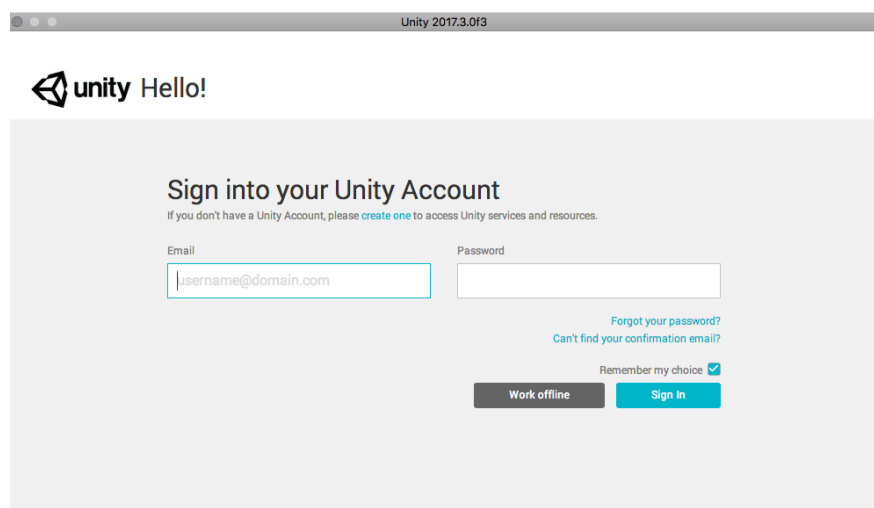 Unity 2017.3.0f3
unity Hello!
Sign into your Unity Account
If you don't have a Unity Account, please create one to access Unity services and resources.
Email
Password
username@domain.com
Forgot your password?
Can't find your confirmation email?
Remember my choice
Work offline
Sign In